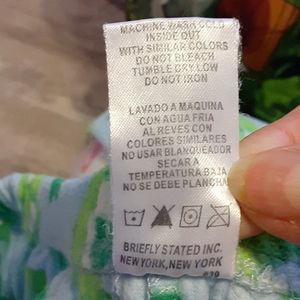 MACHINE WASH COLD
INSIDE OUT
WITH SIMILAR COLORS
DO NOT BLEACH
TUMBLE DRY LOW
DO NOT IRON
LAVADO A MAQUINA
CON AGUA FRIA
AL REVES CON
COLORES SIMILARES
NO USAR BLANQUEADOR
SECAR A
TEMPERATURA BAJA
NO SE DEBE PLANCHA
BRIEFLY STATED INC.
NEW YORK, NEW YORK